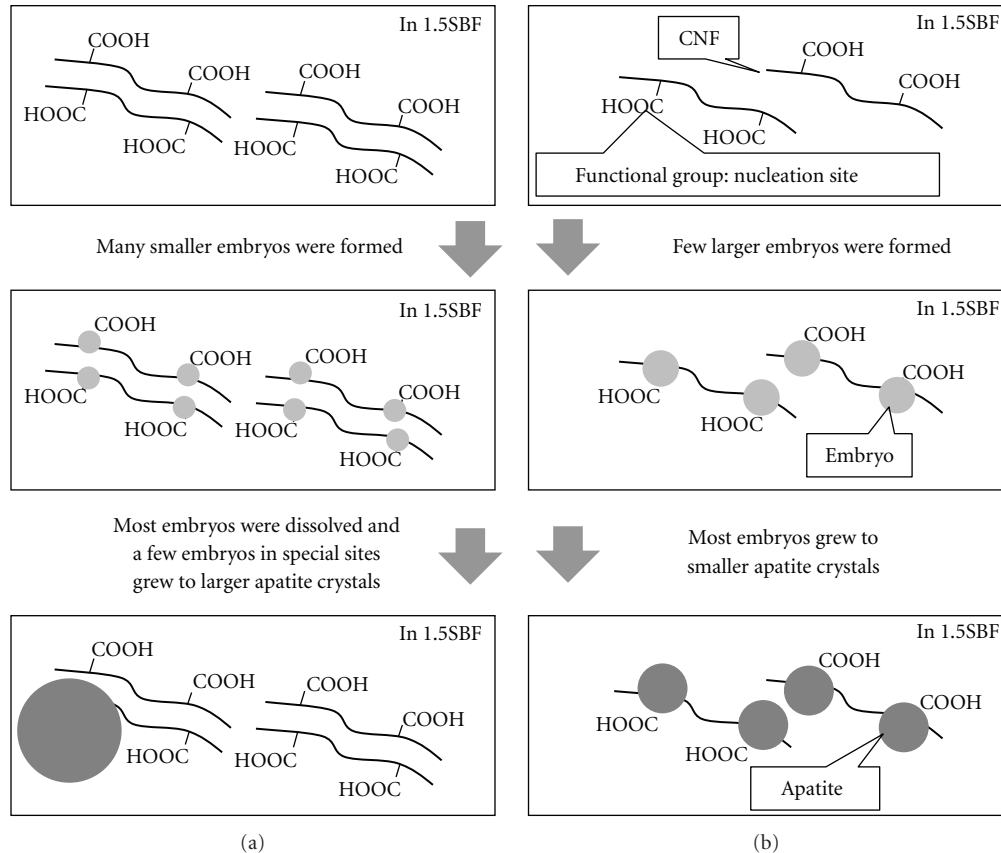 In 1.5SBF
COOH
COOH
COOH
COOH
HOOC
HOOC
HOOC
HOOC
In 1.5SBF
CNF
COOH
COOH
HOOC
HOOC
Functional group: nucleation site
Many smaller embryos were formed
Few larger embryos were formed
In 1.5SBF
COOH
COOH
COOH
COOH
HOOC
HOOC
HOOC
HOOC
In 1.5SBF
COOH
COOH
HOOC
HOOC
Embryo
Most embryos were dissolved and
a few embryos in special sites
grew to larger apatite crystals
Most embryos grew to
smaller apatite crystals
In 1.5SBF
COOH
COOH
COOH
COOH
HOOC
HOOC
HOOC
In 1.5SBF
COOH
COOH
HOOC
HOOC
Apatite
(a)
(b)